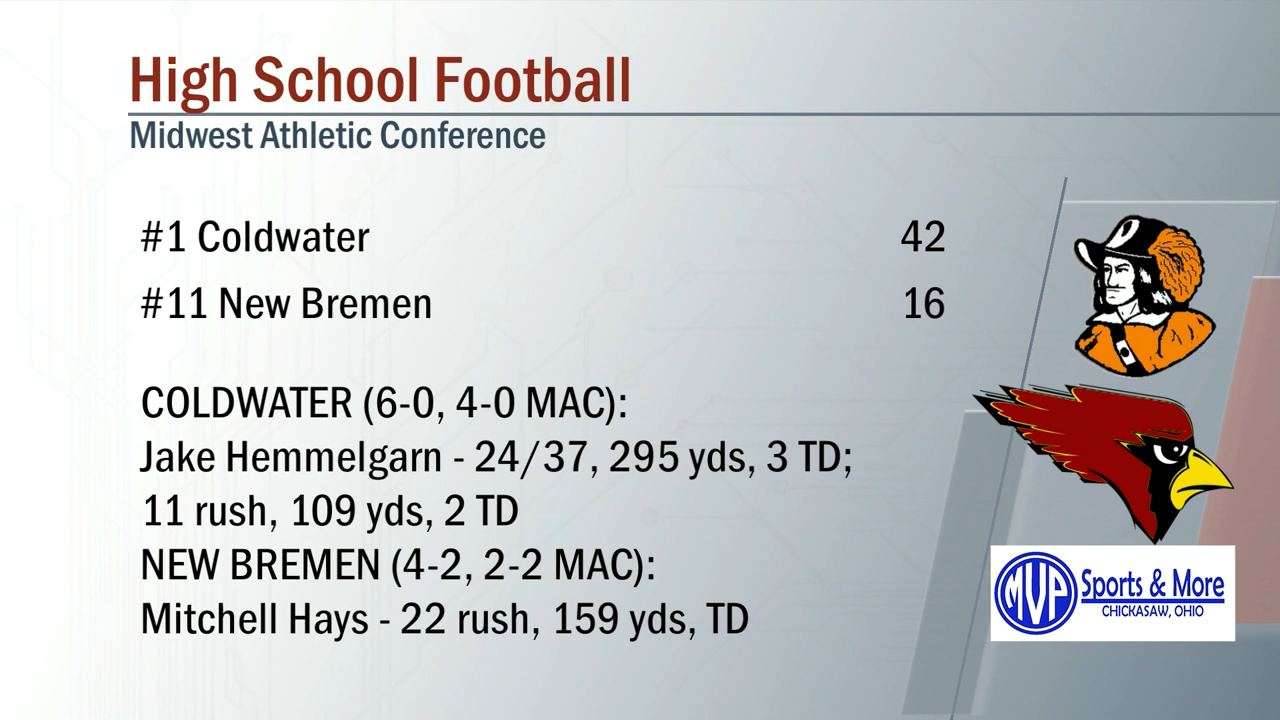 High School Football
Midwest Athletic Conference
#1 Coldwater 42
#11 New Bremen 16
COLDWATER (6-0, 4-0 MAC):
Jake Hemmelgarn - 24/37, 295 yds, 3 TD;
11 rush, 109 yds, 2 TD
NEW BREMEN (4-2, 2-2 MAC):
Mitchell Hays - 22 rush, 159 yds, TD
MVP Sports & More
CHICKASAW, OHIO